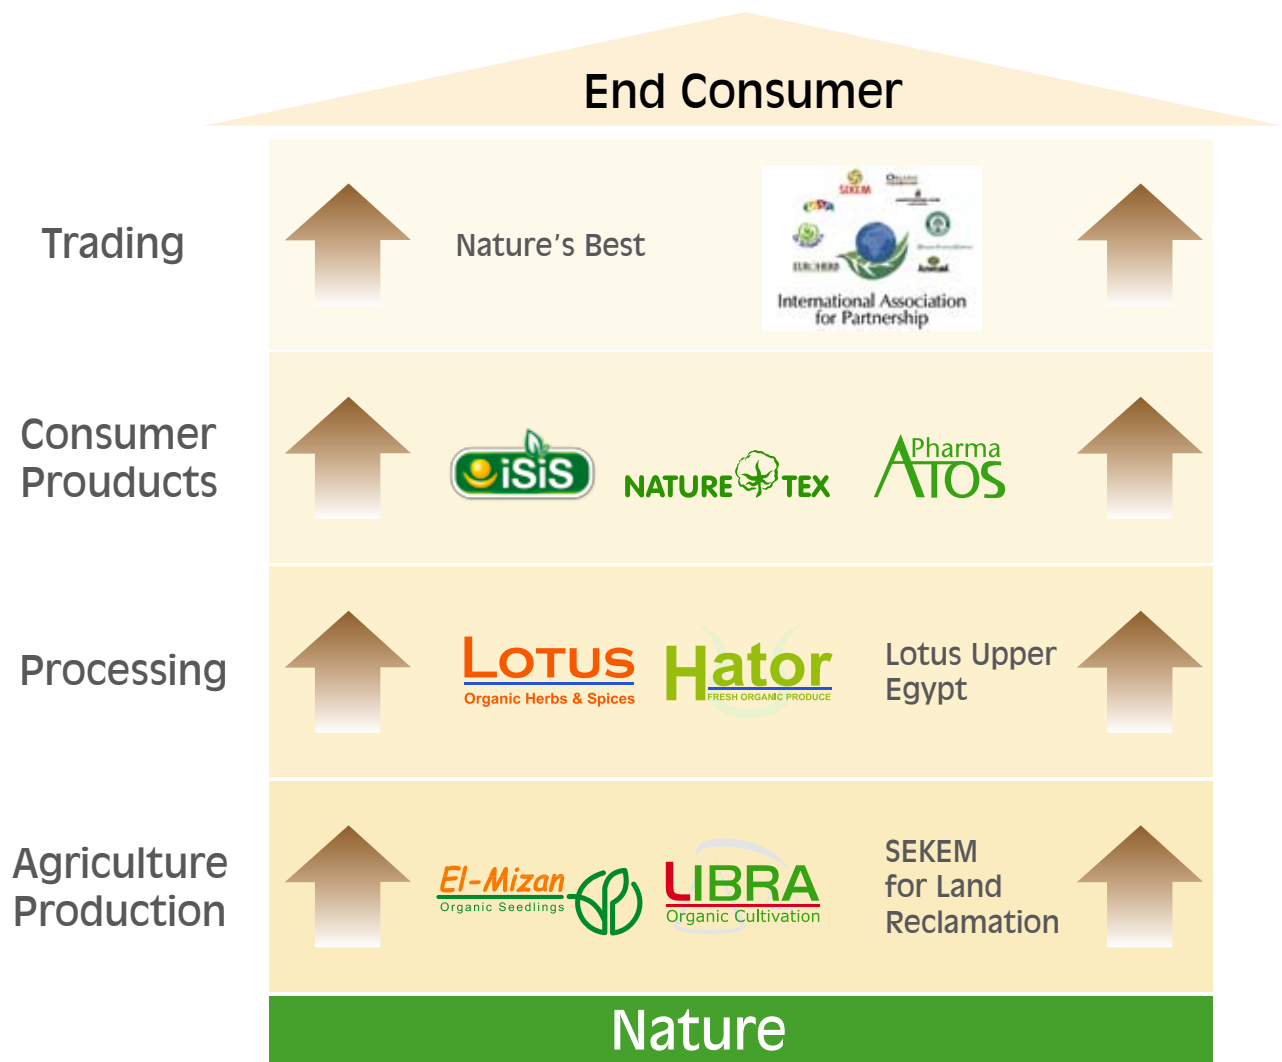 End Consumer
Trading
Nature's Best
SEKEM
EUROHERB
International Association
for Partnership
Consumer
Prouducts
iSiS
NATURE TEX
Pharma
ATOS
Processing
LOTUS
Organic Herbs & Spices
Hator
FRESH ORGANIC PRODUCE
Lotus Upper
Egypt
Agriculture
Production
El-Mizan
Organic Seedlings
LIBRA
Organic Cultivation
SEKEM
for Land
Reclamation
Nature